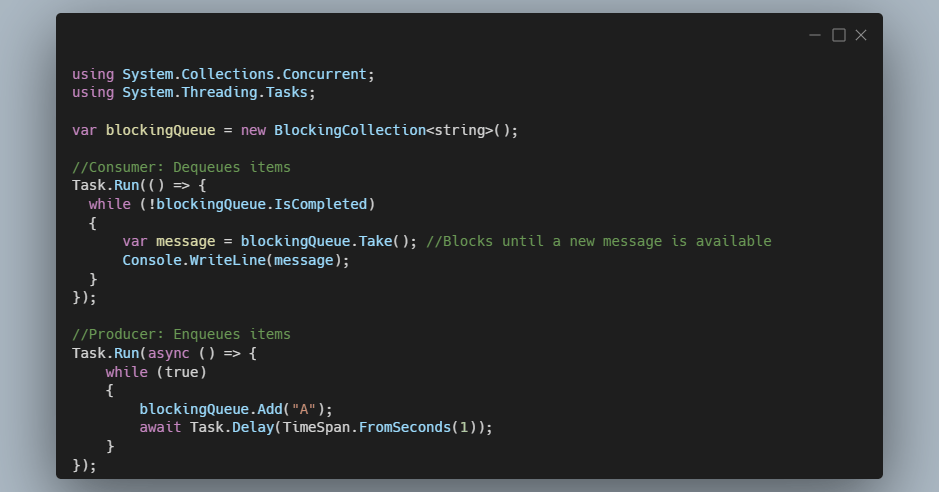 using System.Collections.Concurrent;
using System.Threading.Tasks;

var blockingQueue = new BlockingCollection<string>();

//Consumer: Dequeues items
Task.Run(() => {
  while (!blockingQueue.IsCompleted)
  {
      var message = blockingQueue.Take(); //Blocks until a new message is available
      Console.WriteLine(message);
  }
});

//Producer: Enqueues items
Task.Run(async () => {
    while (true)
    {
        blockingQueue.Add("A");
        await Task.Delay(TimeSpan.FromSeconds(1));
    }
});